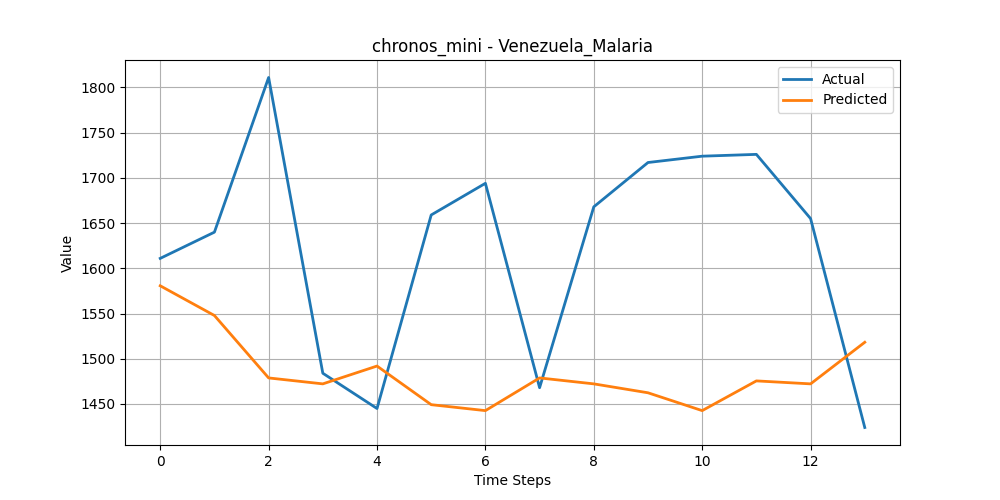 chronos_mini - Venezuela_Malaria
Actual
Predicted
1800
1750
1700
1650
1600
1550
1500
1450
Value
0 2 4 6 8 10 12
Time Steps